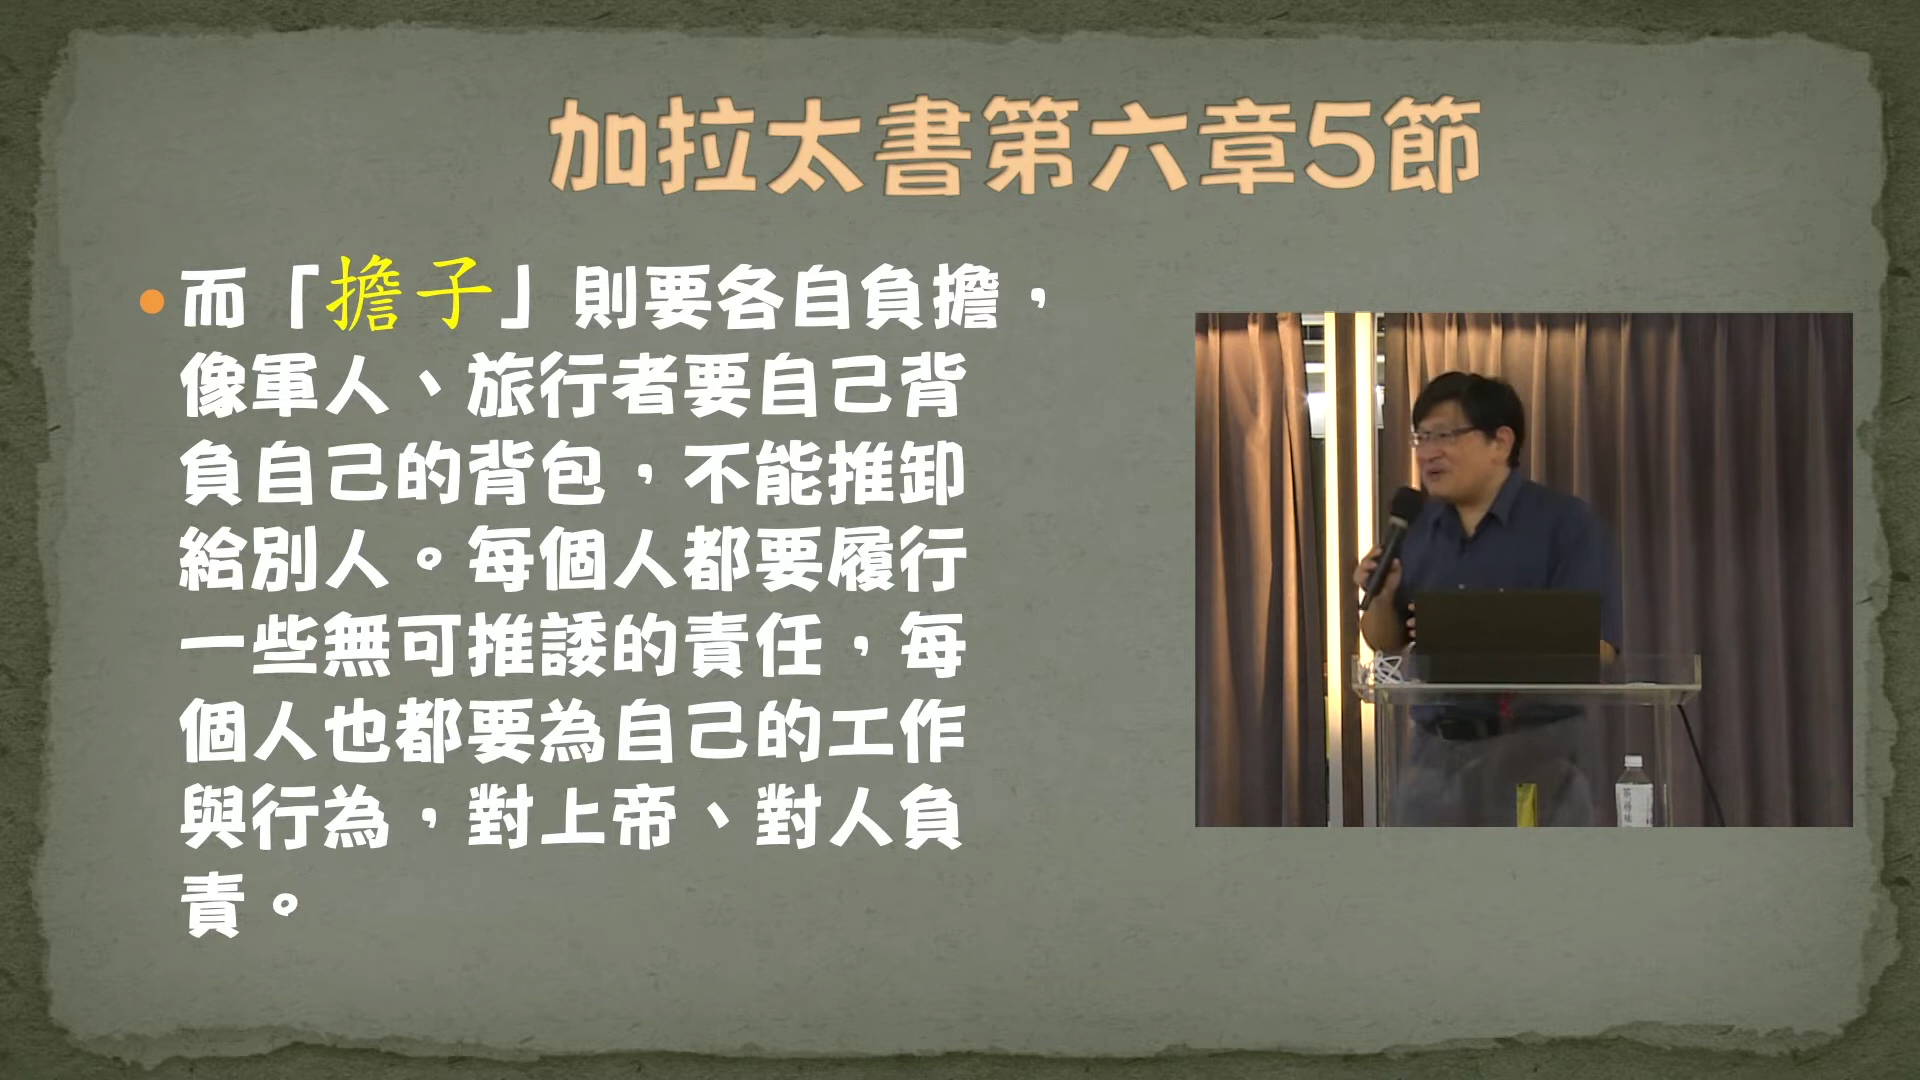 加拉太書第六章5節
而「擔子」則要各自負擔，
像軍人、旅行者要自己背
負自己的背包，不能推卸
給別人。每個人都要履行
一些無可推諉的責任，每
個人也都要為自己的工作
與行為，對上帝、對人負
責。